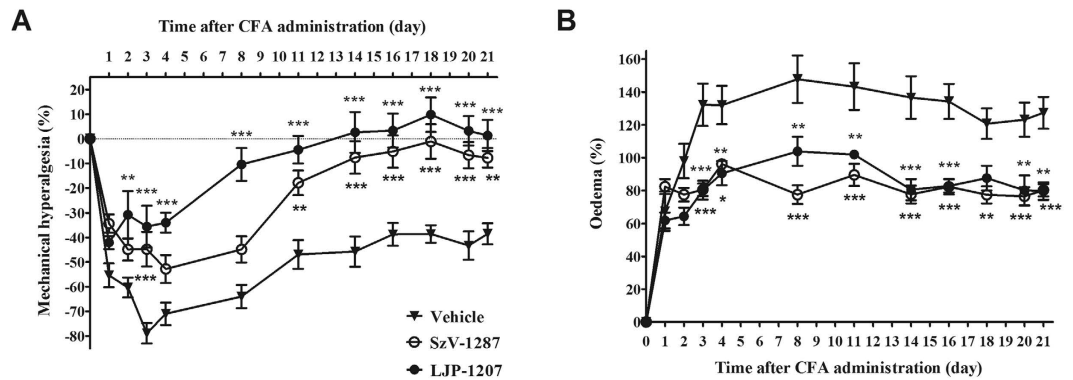 A
Time after CFA administration (day)
1 2 3 4 5 6 7 8 9 10 11 12 13 14 15 16 17 18 19 20 21
Mechanical hyperalgesia (%)
20
10
0
-10
-20
-30
-40
-50
-60
-70
-80
** *** *** *** *** *** *** *** *** ***
*** ** *** *** *** *** **
Vehicle
SzV-1287
LJP-1207
B
Oedema (%)
160
140
120
100
80
60
40
20
0
*** ** ** ** *** *** ** **
*** * *** *** *** *** ** *** ***
0 1 2 3 4 5 6 7 8 9 10 11 12 13 14 15 16 17 18 19 20 21
Time after CFA administration (day)